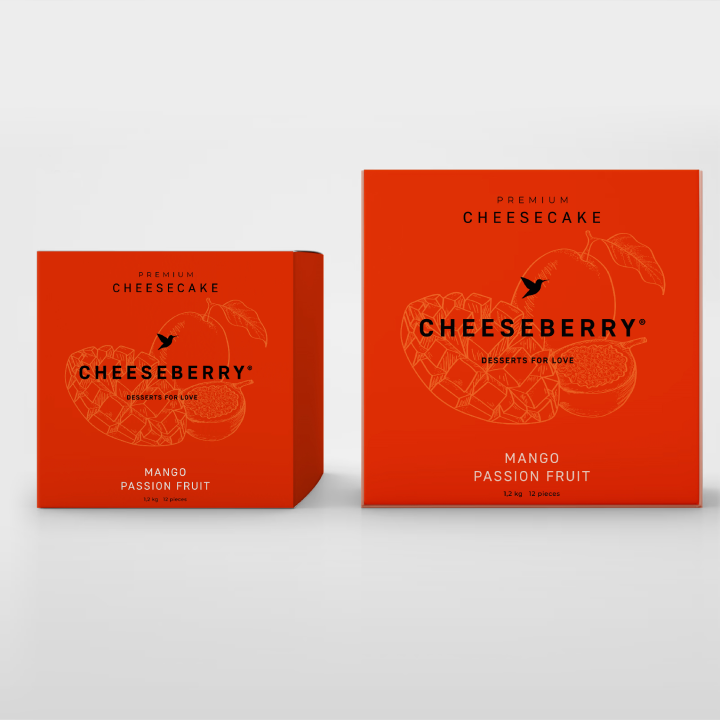 PREMIUM
CHEESECAKE
CHEESEBERRY®
DESSERTS FOR LOVE
MANGO
PASSION FRUIT
1,2 kg 12 pieces
PREMIUM
CHEESECAKE
CHEESEBERRY®
DESSERTS FOR LOVE
MANGO
PASSION FRUIT
1,2 kg 12 pieces